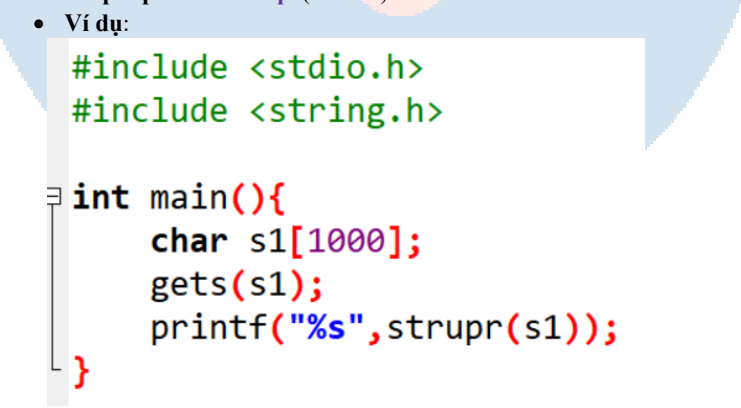 • Ví dụ:
#include <stdio.h>
#include <string.h>
int main(){
char s1[1000];
gets(s1);
printf("%s",strupr(s1));
}